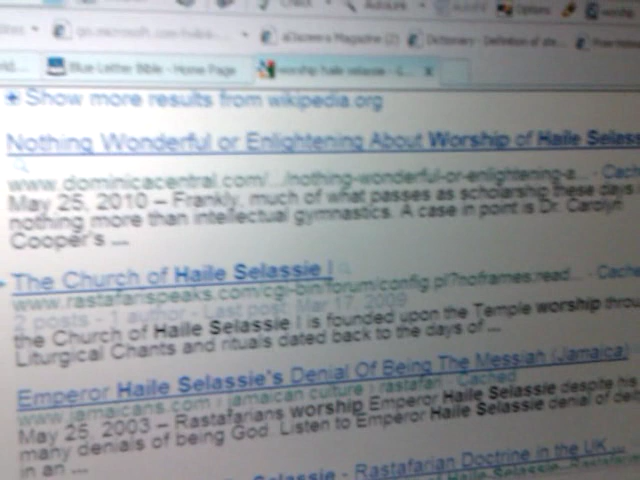 Options
Blue Letter Bible - Home Page
worship haile selassie - G...
Show more results from wikipedia.org
Nothing Wonderful or Enlightening About Worship of Haile Selass
www.dominicacentral.com/.../nothing-wonderful-or-enlightening-a... - Cach
May 25, 2010 – Frankly, much of what passes as scholarship these days
nothing more than intellectual gymnastics. A case in point is Dr. Carolyn
Cooper's ...
The Church of Haile Selassie I
www.rastafarispeaks.com/cgi-bin/forum/config.pl?noframes;read... - Cache
2 posts - 1 author - Last post: Mar 17, 2009
the Church of Haile Selassie I is founded upon the Temple worship throu
Liturgical Chants and rituals dated back to the days of ...
Emperor Haile Selassie's Denial Of Being The Messiah (Jamaica)
www.jamaicans.com › jamaican culture › rastafari - Cached
May 25, 2003 – Rastafarians worship Emperor Haile Selassie despite his
many denials of being God. Listen to Emperor Haile Selassie denial of deit
in an ...
Selassie - Rastafarian Doctrine in the UK ...